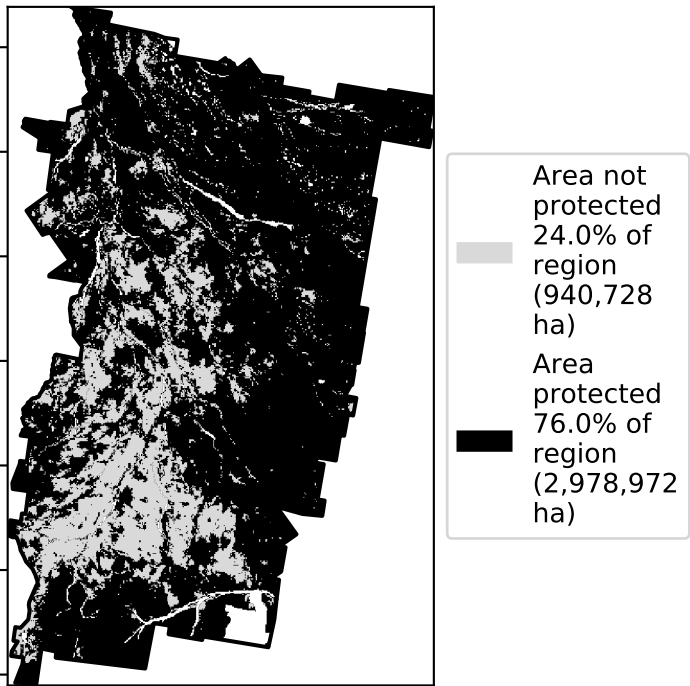 Area not
protected
24.0% of
region
(940,728
ha)
Area
protected
76.0% of
region
(2,978,972
ha)